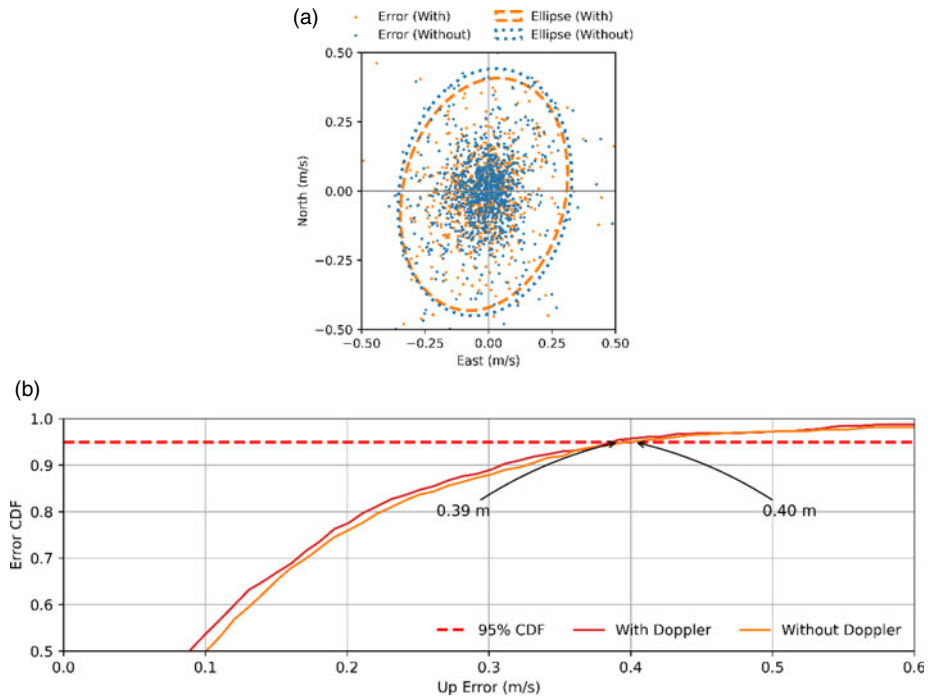 (a)
Error (With) Ellipse (With)
Error (Without) Ellipse (Without)
0.50
0.25
0.00
−0.25
−0.50
North (m/s)
−0.50 −0.25 0.00 0.25 0.50
East (m/s)
(b)
1.0
0.9
0.8
0.7
0.6
0.5
Error CDF
0.39 m 0.40 m
95% CDF With Doppler Without Doppler
0.0 0.1 0.2 0.3 0.4 0.5 0.6
Up Error (m/s)